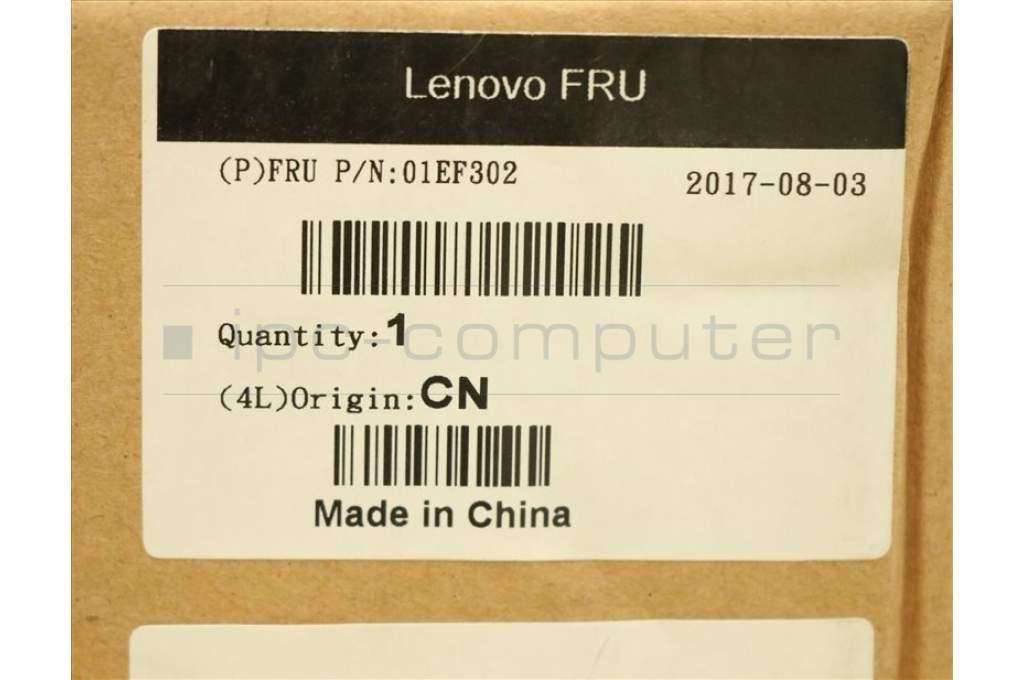 Lenovo FRU
(P)FRU P/N:01EF302
2017-08-03
Quantity:1
ipc-computer
(4L)Origin:CN
Made in China